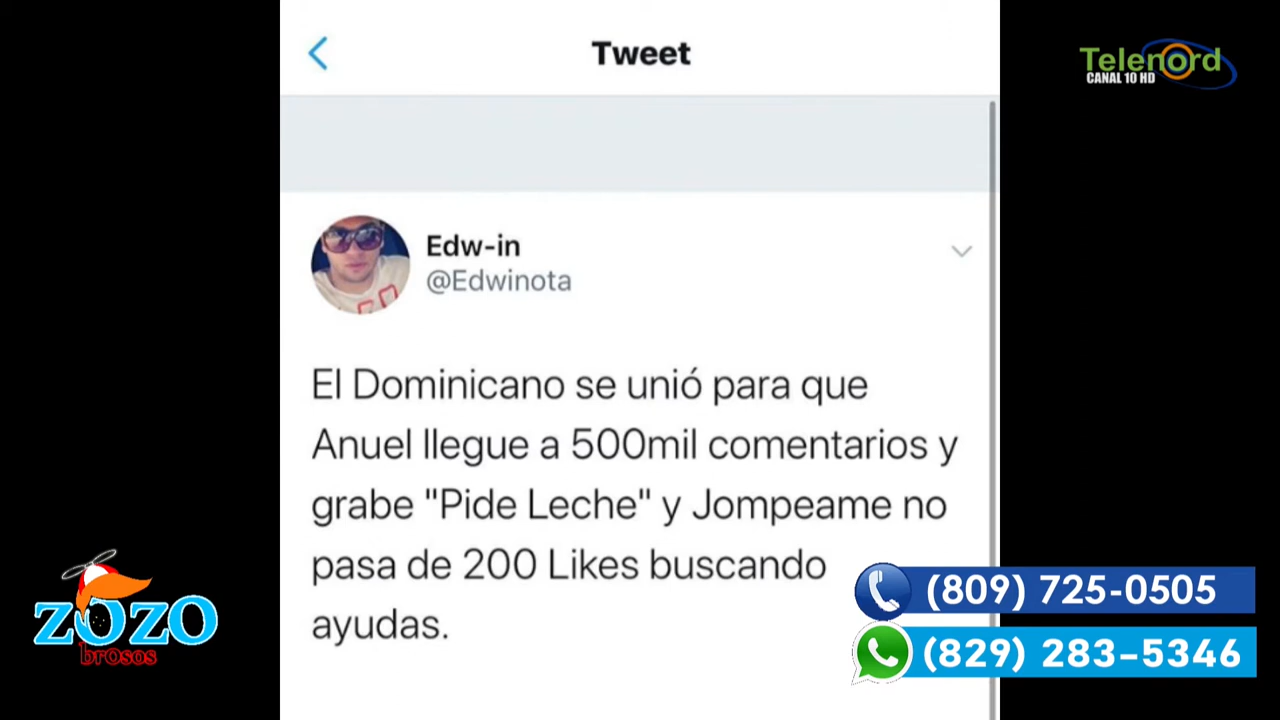 Tweet
Telenord
CANAL 10 HD
Edw-in
@Edwinota
El Dominicano se unió para que
Anuel llegue a 500mil comentarios y
grabe "Pide Leche" y Jompeame no
pasa de 200 Likes buscando
ayudas.
ZOZO
brOsos
(809) 725-0505
(829) 283-5346